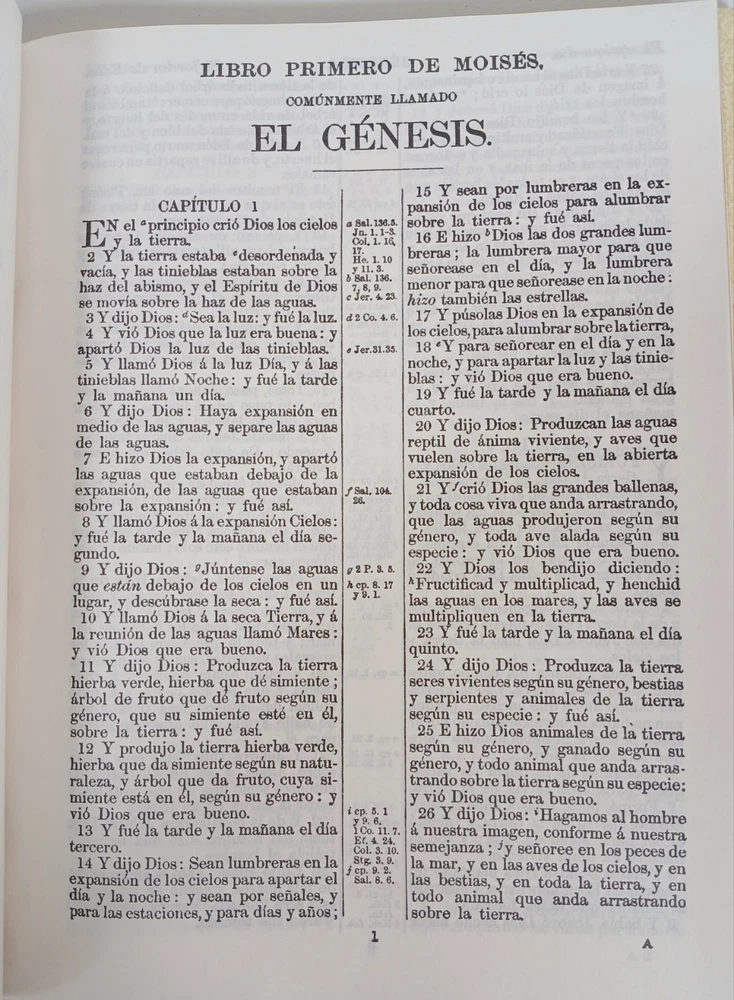 LIBRO PRIMERO DE MOISÉS,
COMÚNMENTE LLAMADO
EL GÉNESIS.
CAPÍTULO 1
EN el ᵃprincipio crió Dios los cielos
y la tierra.
2 Y la tierra estaba ᶜdesordenada y
vacía, y las tinieblas estaban sobre la
haz del abismo, y el Espíritu de Dios
se movía sobre la haz de las aguas.
3 Y dijo Dios: ᵈSea la luz: y fué la luz.
4 Y vió Dios que la luz era buena: y
apartó Dios la luz de las tinieblas.
5 Y llamó Dios á la luz Día, y á las
tinieblas llamó Noche: y fué la tarde
y la mañana un día.
6 Y dijo Dios: Haya expansión en
medio de las aguas, y separe las aguas
de las aguas.
7 E hizo Dios la expansión, y apartó
las aguas que estaban debajo de la
expansión, de las aguas que estaban
sobre la expansión: y fué así.
8 Y llamó Dios á la expansión Cielos:
y fué la tarde y la mañana el día se-
gundo.
9 Y dijo Dios: ᵍJúntense las aguas
que están debajo de los cielos en un
lugar, y descúbrase la seca: y fué así.
10 Y llamó Dios á la seca Tierra, y á
la reunión de las aguas llamó Mares:
y vió Dios que era bueno.
11 Y dijo Dios: Produzca la tierra
hierba verde, hierba que dé simiente;
árbol de fruto que dé fruto según su
género, que su simiente esté en él,
sobre la tierra: y fué así.
12 Y produjo la tierra hierba verde,
hierba que da simiente según su natu-
raleza, y árbol que da fruto, cuya si-
miente está en él, según su género: y
vió Dios que era bueno.
13 Y fué la tarde y la mañana el día
tercero.
14 Y dijo Dios: Sean lumbreras en la
expansión de los cielos para apartar el
día y la noche: y sean por señales, y
para las estaciones, y para días y años;
a Sal. 136. 5.
Jn. 1. 1-3.
Col. 1. 16,
17.
He. 1. 10
y 11. 3.
b Sal. 136.
7, 8, 9.
c Jer. 4. 23.
d 2 Co. 4. 6.
e Jer. 31. 35.
f Sal. 104.
26.
g 2 P. 3. 5.
h cp. 8. 17
y 9. 1.
i cp. 5. 1
y 9. 6.
1 Co. 11. 7.
Ef. 4. 24.
Col. 3. 10.
Stg. 3. 9.
j cp. 9. 2.
Sal. 8. 6.
15 Y sean por lumbreras en la ex-
pansión de los cielos para alumbrar
sobre la tierra: y fué así.
16 E hizo ᵇDios las dos grandes lum-
breras; la lumbrera mayor para que
señorease en el día, y la lumbrera
menor para que señorease en la noche:
hizo también las estrellas.
17 Y púsolas Dios en la expansión de
los cielos, para alumbrar sobre la tierra,
18 ᵉY para señorear en el día y en la
noche, y para apartar la luz y las tinie-
blas: y vió Dios que era bueno.
19 Y fué la tarde y la mañana el día
cuarto.
20 Y dijo Dios: Produzcan las aguas
reptil de ánima viviente, y aves que
vuelen sobre la tierra, en la abierta
expansión de los cielos.
21 Y ᶠcrió Dios las grandes ballenas,
y toda cosa viva que anda arrastrando,
que las aguas produjeron según su
género, y toda ave alada según su
especie: y vió Dios que era bueno.
22 Y Dios los bendijo diciendo:
ʰFructificad y multiplicad, y henchid
las aguas en los mares, y las aves se
multipliquen en la tierra.
23 Y fué la tarde y la mañana el día
quinto.
24 Y dijo Dios: Produzca la tierra
seres vivientes según su género, bestias
y serpientes y animales de la tierra
según su especie: y fué así.
25 E hizo Dios animales de la tierra
según su género, y ganado según su
género, y todo animal que anda arras-
trando sobre la tierra según su especie:
y vió Dios que era bueno.
26 Y dijo Dios: ⁱHagamos al hombre
á nuestra imagen, conforme á nuestra
semejanza; ʲy señoree en los peces de
la mar, y en las aves de los cielos, y en
las bestias, y en toda la tierra, y en
todo animal que anda arrastrando
sobre la tierra.
1
A